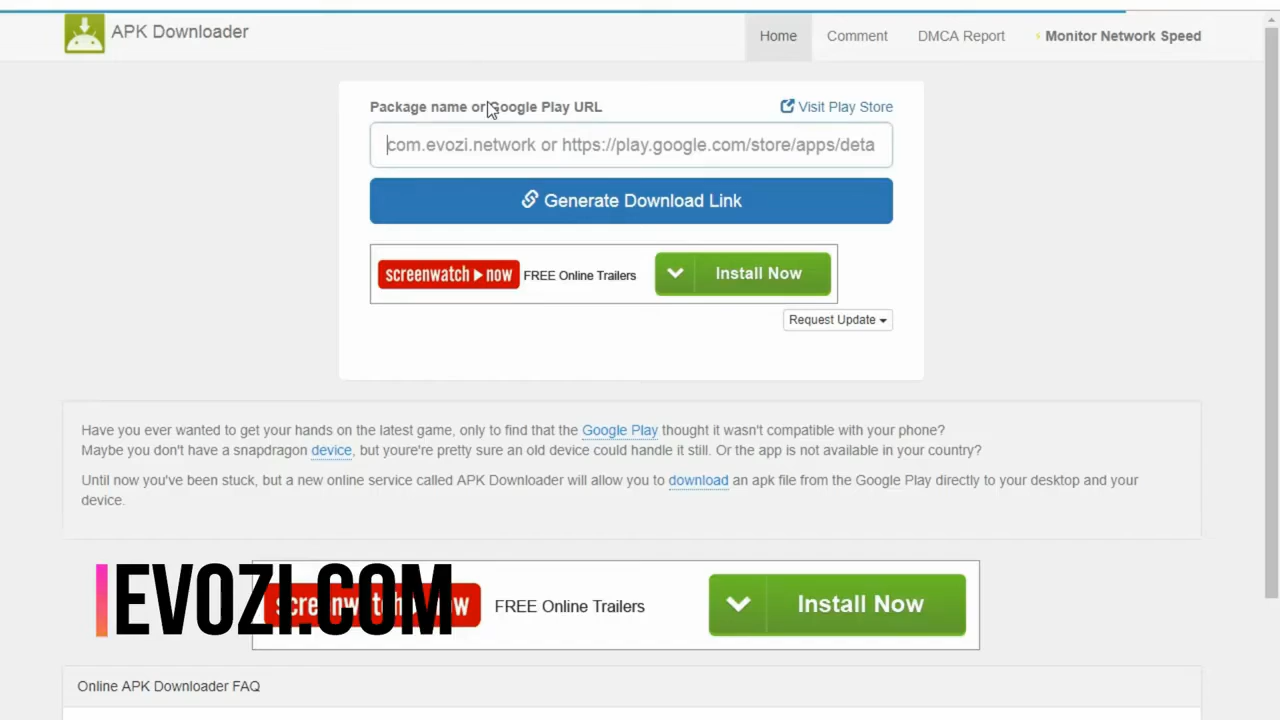 APK Downloader
Home Comment DMCA Report Monitor Network Speed
Package name or Google Play URL Visit Play Store
com.evozi.network or https://play.google.com/store/apps/deta
Generate Download Link
screenwatch now FREE Online Trailers Install Now
Request Update
Have you ever wanted to get your hands on the latest game, only to find that the Google Play thought it wasn't compatible with your phone?
Maybe you don't have a snapdragon device, but youre're pretty sure an old device could handle it still. Or the app is not available in your country?
Until now you've been stuck, but a new online service called APK Downloader will allow you to download an apk file from the Google Play directly to your desktop and your
device.
EVOZI.COM
FREE Online Trailers Install Now
Online APK Downloader FAQ